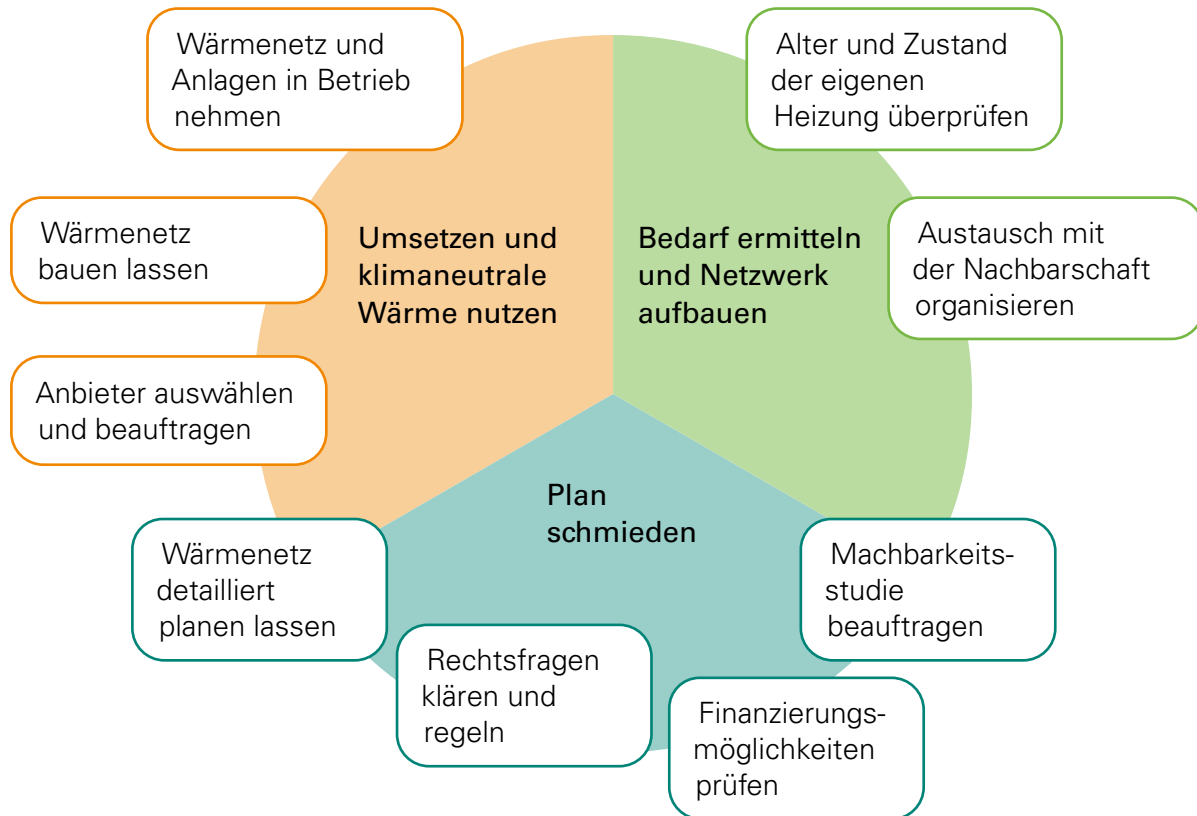 Alter und Zustand
der eigenen
Heizung überprüfen
Austausch mit
der Nachbarschaft
organisieren
Bedarf ermitteln
und Netzwerk
aufbauen
Machbarkeits-
studie
beauftragen
Finanzierungs-
möglichkeiten
prüfen
Rechtsfragen
klären und
regeln
Wärmenetz
detailliert
planen lassen
Plan
schmieden
Anbieter auswählen
und beauftragen
Wärmenetz
bauen lassen
Wärmenetz und
Anlagen in Betrieb
nehmen
Umsetzen und
klimaneutrale
Wärme nutzen